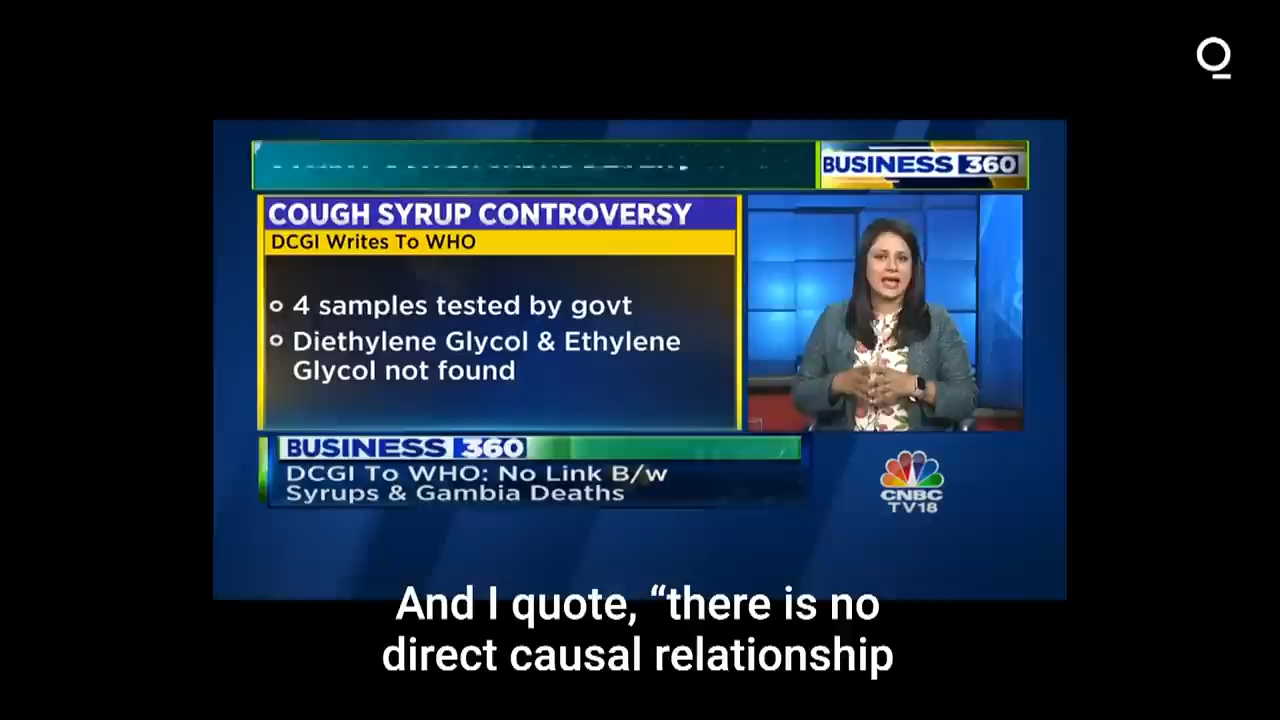 BUSINESS 360
COUGH SYRUP CONTROVERSY
DCGI Writes To WHO
4 samples tested by govt
Diethylene Glycol & Ethylene
Glycol not found
BUSINESS 360
DCGI To WHO: No Link B/w
Syrups & Gambia Deaths
CNBC
TV18
And I quote, “there is no
direct causal relationship